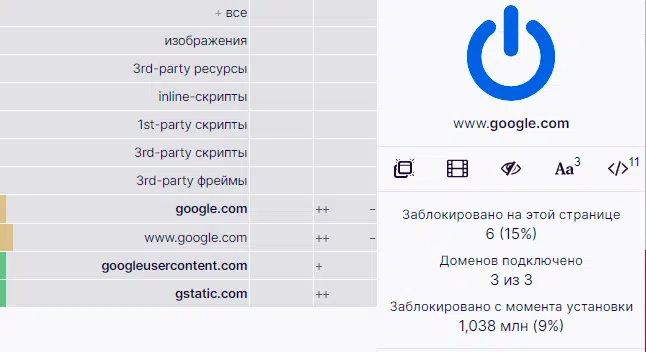 + все
изображения
3rd-party ресурсы
inline-скрипты
1st-party скрипты
3rd-party скрипты
3rd-party фреймы
google.com ++ −
www.google.com ++ −
googleusercontent.com +
gstatic.com ++
www.google.com
Aa 3 </> 11
Заблокировано на этой странице
6 (15%)
Доменов подключено
3 из 3
Заблокировано с момента установки
1,038 млн (9%)